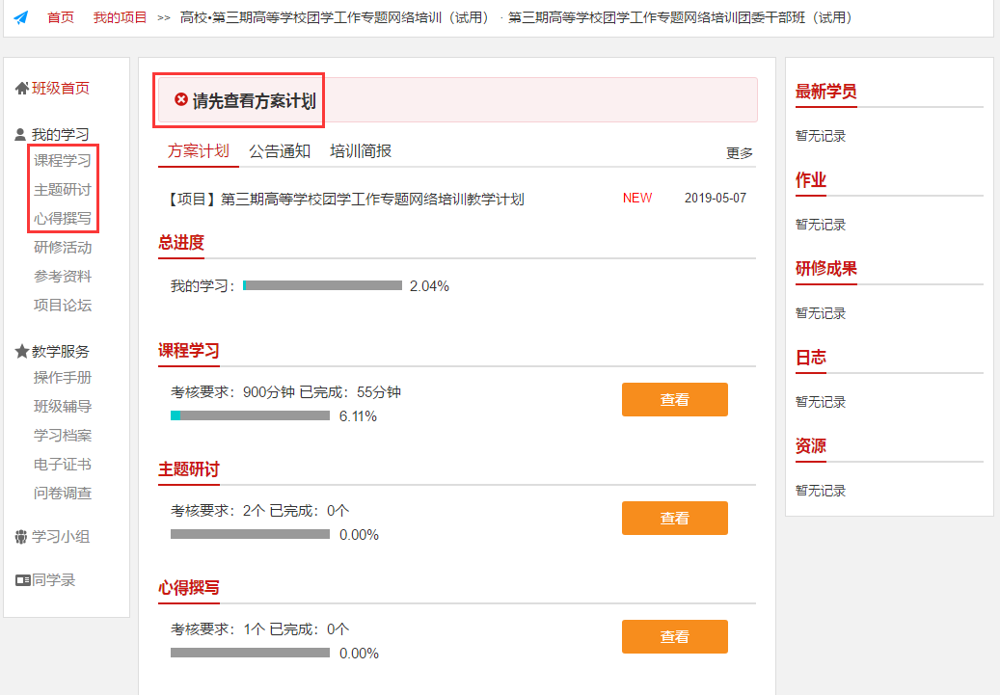 首页 我的项目 >> 高校•第三期高等学校团学工作专题网络培训（试用） · 第三期高等学校团学工作专题网络培训团委干部班（试用）
班级首页
我的学习
课程学习
主题研讨
心得撰写
研修活动
参考资料
项目论坛
教学服务
操作手册
班级辅导
学习档案
电子证书
问卷调查
学习小组
同学录
请先查看方案计划
方案计划 公告通知 培训简报 更多
【项目】第三期高等学校团学工作专题网络培训教学计划 NEW 2019-05-07
总进度
我的学习： 2.04%
课程学习
考核要求：900分钟 已完成：55分钟
6.11%
查看
主题研讨
考核要求：2个 已完成：0个
0.00%
查看
心得撰写
考核要求：1个 已完成：0个
0.00%
查看
最新学员
暂无记录
作业
暂无记录
研修成果
暂无记录
日志
暂无记录
资源
暂无记录